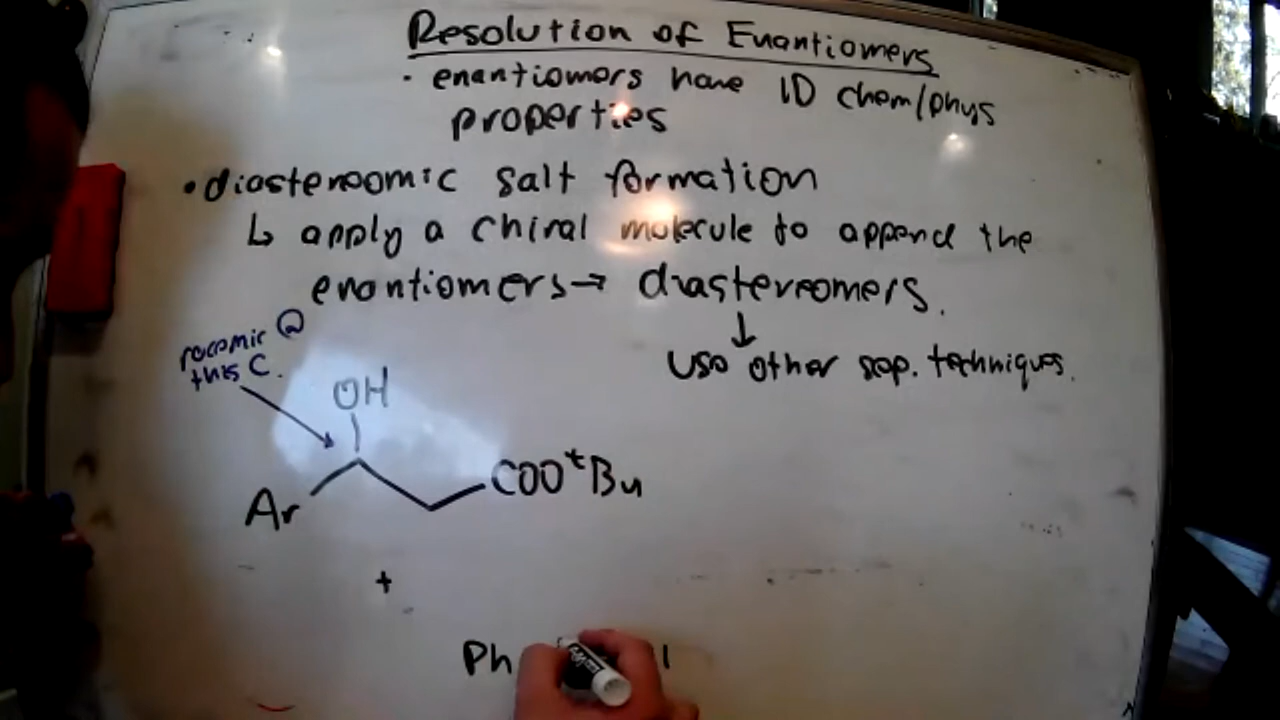 Resolution of Enantiomers
• enantiomers have ID chem/phys
properties
• diastereomic salt formation
↳ apply a chiral molecule to append the
enantiomers → diastereomers.
↓
use other sep. techniques.
racemic @
this C.
OH
Ar
COOᵗBu
+
Ph